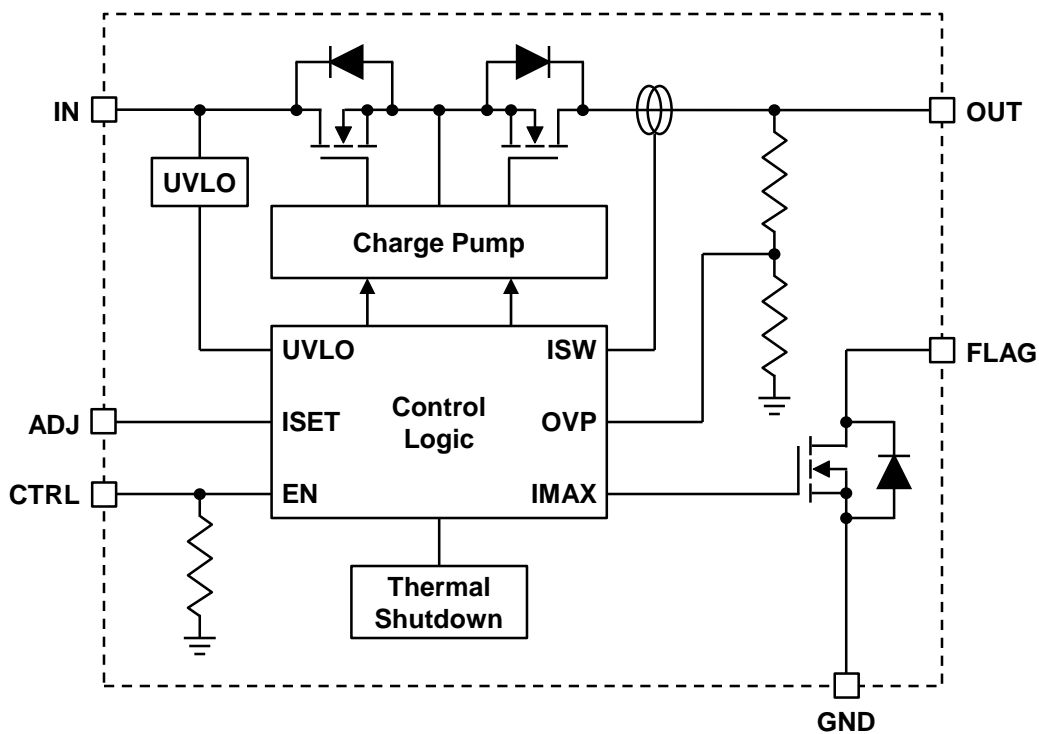 IN
OUT
UVLO
Charge Pump
UVLO
ISW
FLAG
ADJ
ISET
Control
Logic
OVP
CTRL
EN
IMAX
Thermal
Shutdown
GND